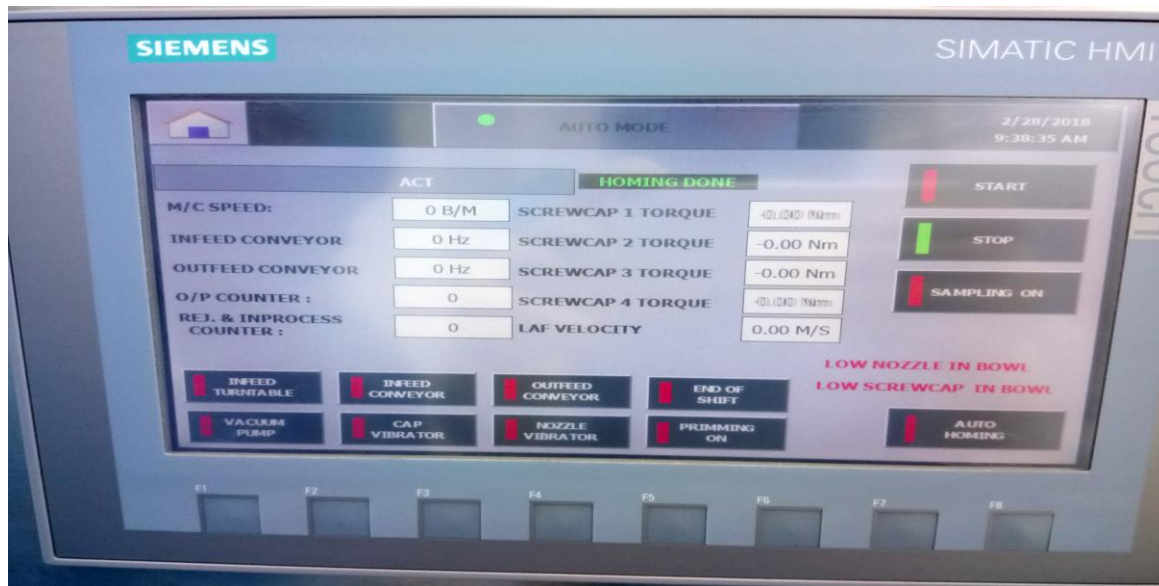 SIEMENS
SIMATIC HMI
AUTO MODE
2/28/2018
9:38:35 AM
ACT
HOMING DONE
START
M/C SPEED:
0 B/M
SCREWCAP 1 TORQUE
INFEED CONVEYOR
0 Hz
SCREWCAP 2 TORQUE
-0.00 Nm
STOP
OUTFEED CONVEYOR
0 Hz
SCREWCAP 3 TORQUE
-0.00 Nm
O/P COUNTER :
0
SCREWCAP 4 TORQUE
SAMPLING ON
REJ. & INPROCESS
COUNTER :
0
LAF VELOCITY
0.00 M/S
LOW NOZZLE IN BOWL
LOW SCREWCAP IN BOWL
INFEED
TURNTABLE
INFEED
CONVEYOR
OUTFEED
CONVEYOR
END OF
SHIFT
VACUUM
PUMP
CAP
VIBRATOR
NOZZLE
VIBRATOR
PRIMMING
ON
AUTO
HOMING
F1
F2
F3
F4
F5
F6
F7
F8